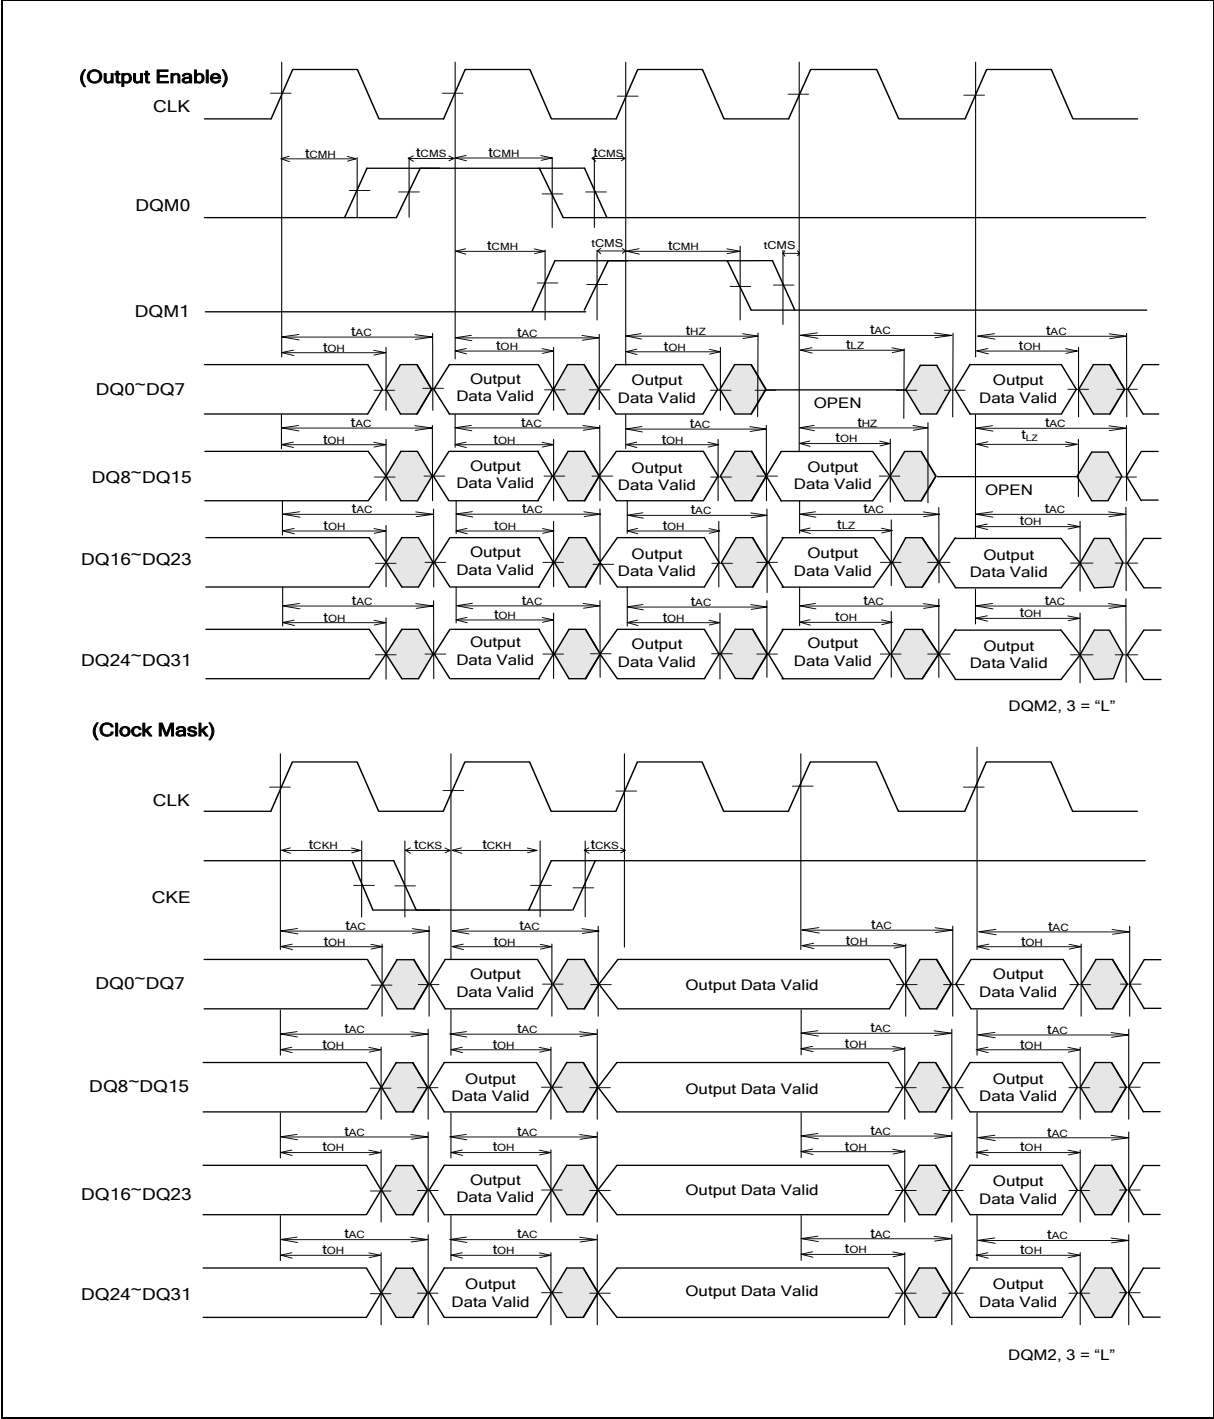 (Output Enable)
CLK
tCMH tCMS tCMH tCMS
DQM0
tCMH tCMS tCMH tCMS
DQM1
tAC tAC tHZ tAC tAC
tOH tOH tOH tLZ tOH
DQ0~DQ7
Output Data Valid
Output Data Valid
OPEN
Output Data Valid
tAC tAC tAC tHZ tAC
tOH tOH tOH tOH tLZ
DQ8~DQ15
Output Data Valid
Output Data Valid
Output Data Valid
OPEN
tAC tAC tAC tAC tAC
tOH tOH tOH tLZ tOH
DQ16~DQ23
Output Data Valid
Output Data Valid
Output Data Valid
Output Data Valid
tAC tAC tAC tAC tAC
tOH tOH tOH tOH tOH
DQ24~DQ31
Output Data Valid
Output Data Valid
Output Data Valid
Output Data Valid
DQM2, 3 = “L”
(Clock Mask)
CLK
tCKH tCKS tCKH tCKS
CKE
tAC tAC tAC tAC
tOH tOH tOH tOH
DQ0~DQ7
Output Data Valid
Output Data Valid
Output Data Valid
tAC tAC tAC tAC
tOH tOH tOH tOH
DQ8~DQ15
Output Data Valid
Output Data Valid
Output Data Valid
tAC tAC tAC tAC
tOH tOH tOH tOH
DQ16~DQ23
Output Data Valid
Output Data Valid
Output Data Valid
tAC tAC tAC tAC
tOH tOH tOH tOH
DQ24~DQ31
Output Data Valid
Output Data Valid
Output Data Valid
DQM2, 3 = “L”